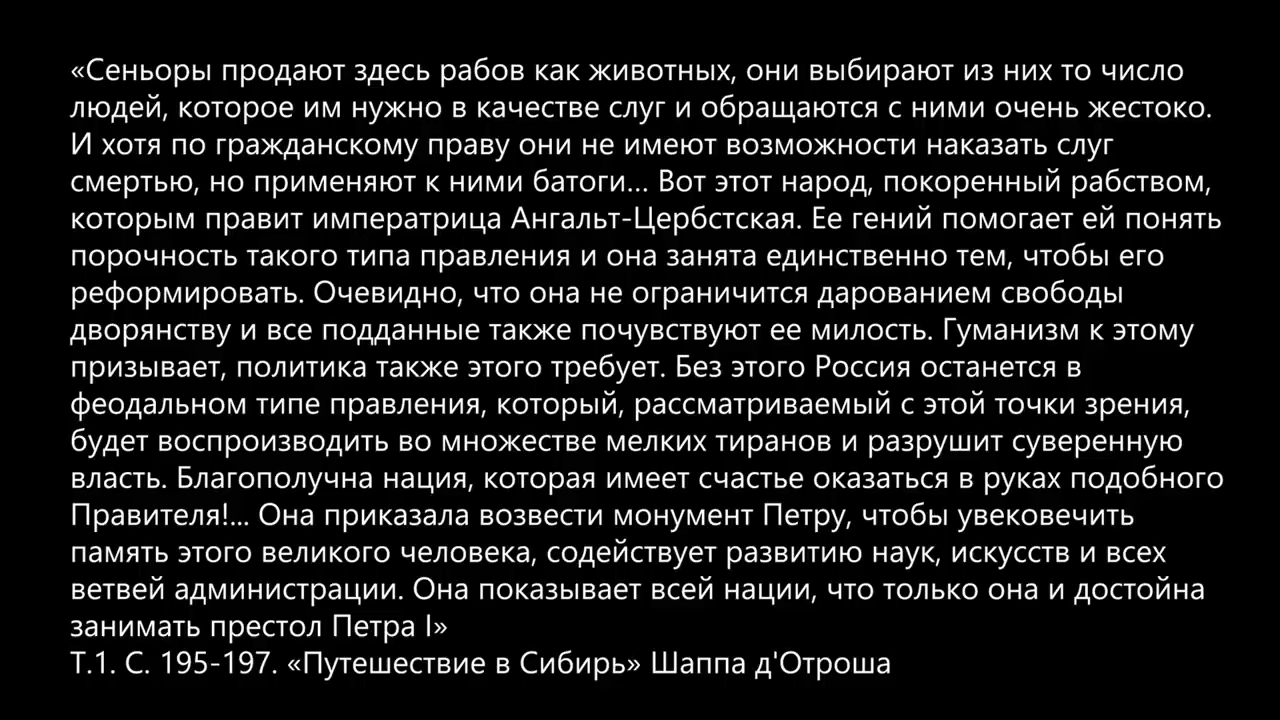 «Сеньоры продают здесь рабов как животных, они выбирают из них то число
людей, которое им нужно в качестве слуг и обращаются с ними очень жестоко.
И хотя по гражданскому праву они не имеют возможности наказать слуг
смертью, но применяют к ними батоги... Вот этот народ, покоренный рабством,
которым правит императрица Ангальт-Цербстская. Ее гений помогает ей понять
порочность такого типа правления и она занята единственно тем, чтобы его
реформировать. Очевидно, что она не ограничится дарованием свободы
дворянству и все подданные также почувствуют ее милость. Гуманизм к этому
призывает, политика также этого требует. Без этого Россия останется в
феодальном типе правления, который, рассматриваемый с этой точки зрения,
будет воспроизводить во множестве мелких тиранов и разрушит суверенную
власть. Благополучна нация, которая имеет счастье оказаться в руках подобного
Правителя!... Она приказала возвести монумент Петру, чтобы увековечить
память этого великого человека, содействует развитию наук, искусств и всех
ветвей администрации. Она показывает всей нации, что только она и достойна
занимать престол Петра I»
Т.1. С. 195-197. «Путешествие в Сибирь» Шаппа д'Отроша